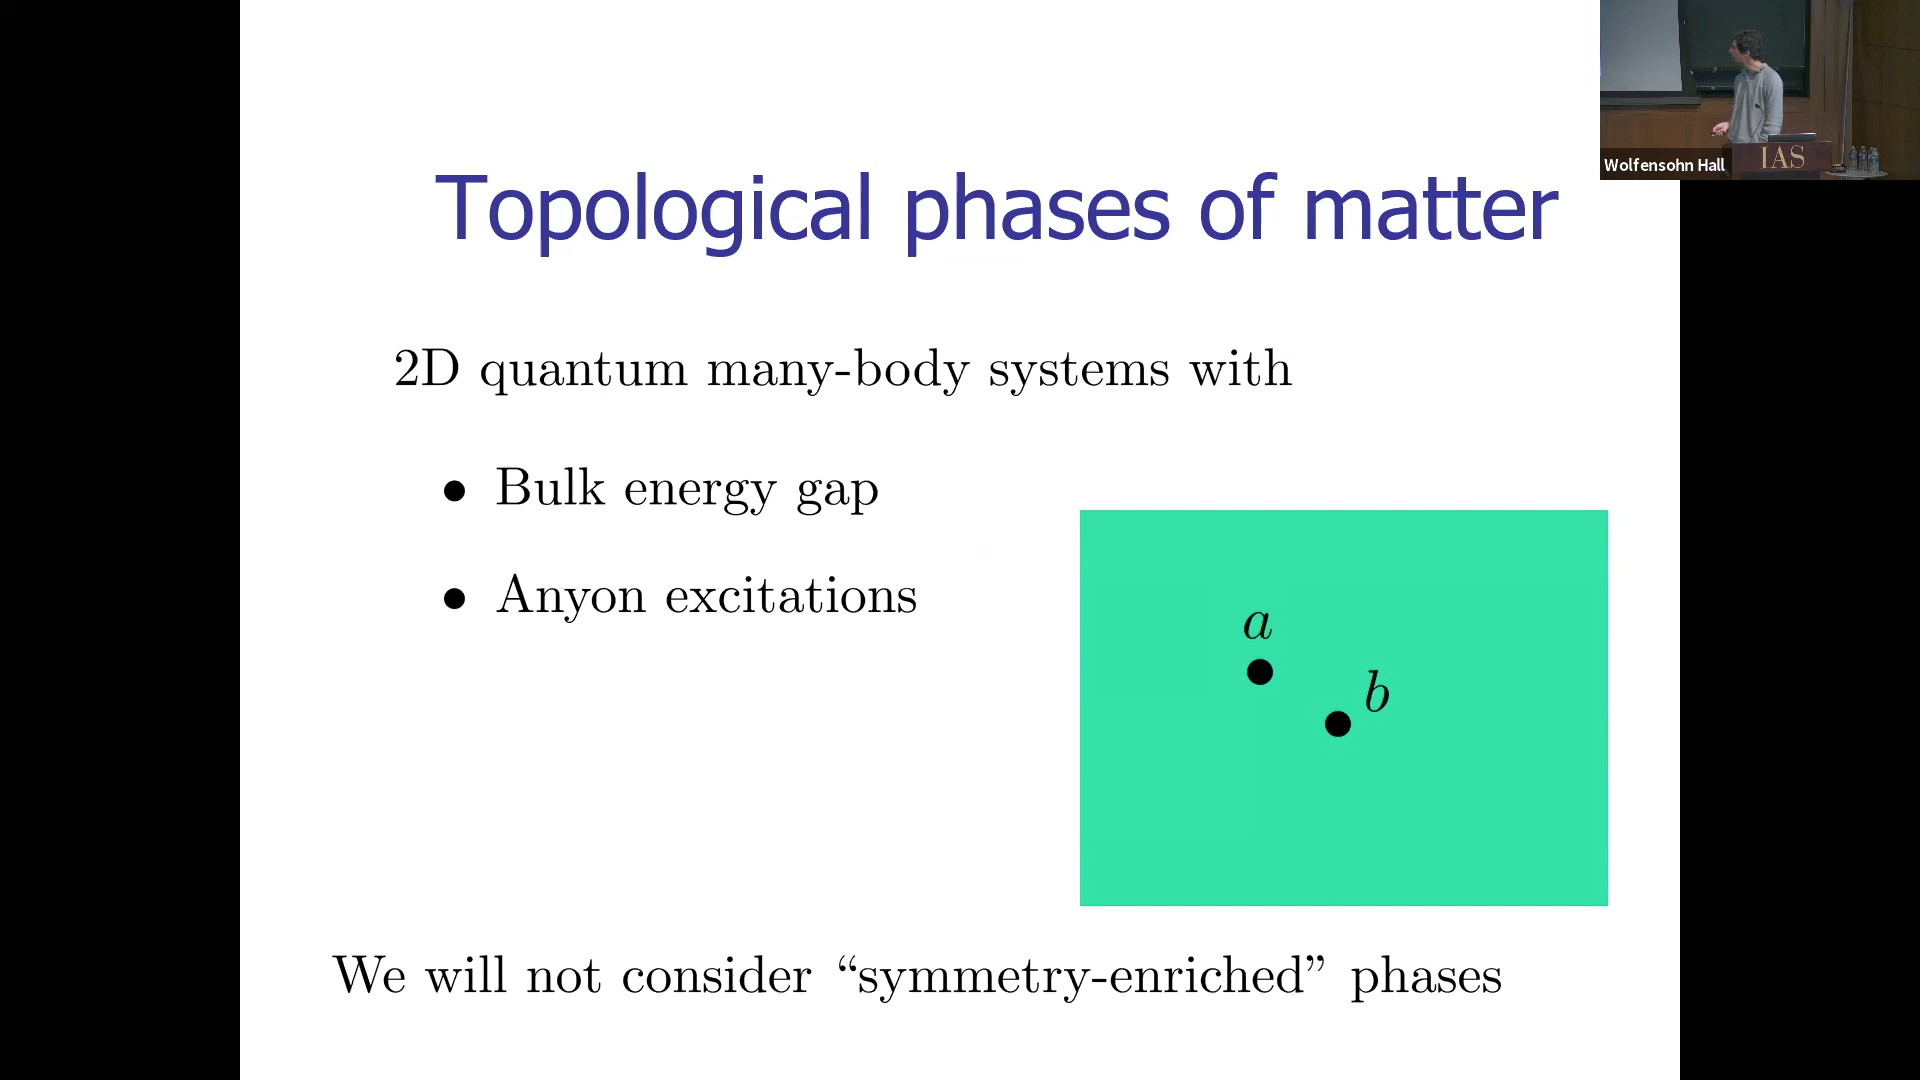 Topological phases of matter
2D quantum many-body systems with
• Bulk energy gap
• Anyon excitations
a
b
We will not consider “symmetry-enriched” phases
Wolfensohn Hall
IAS